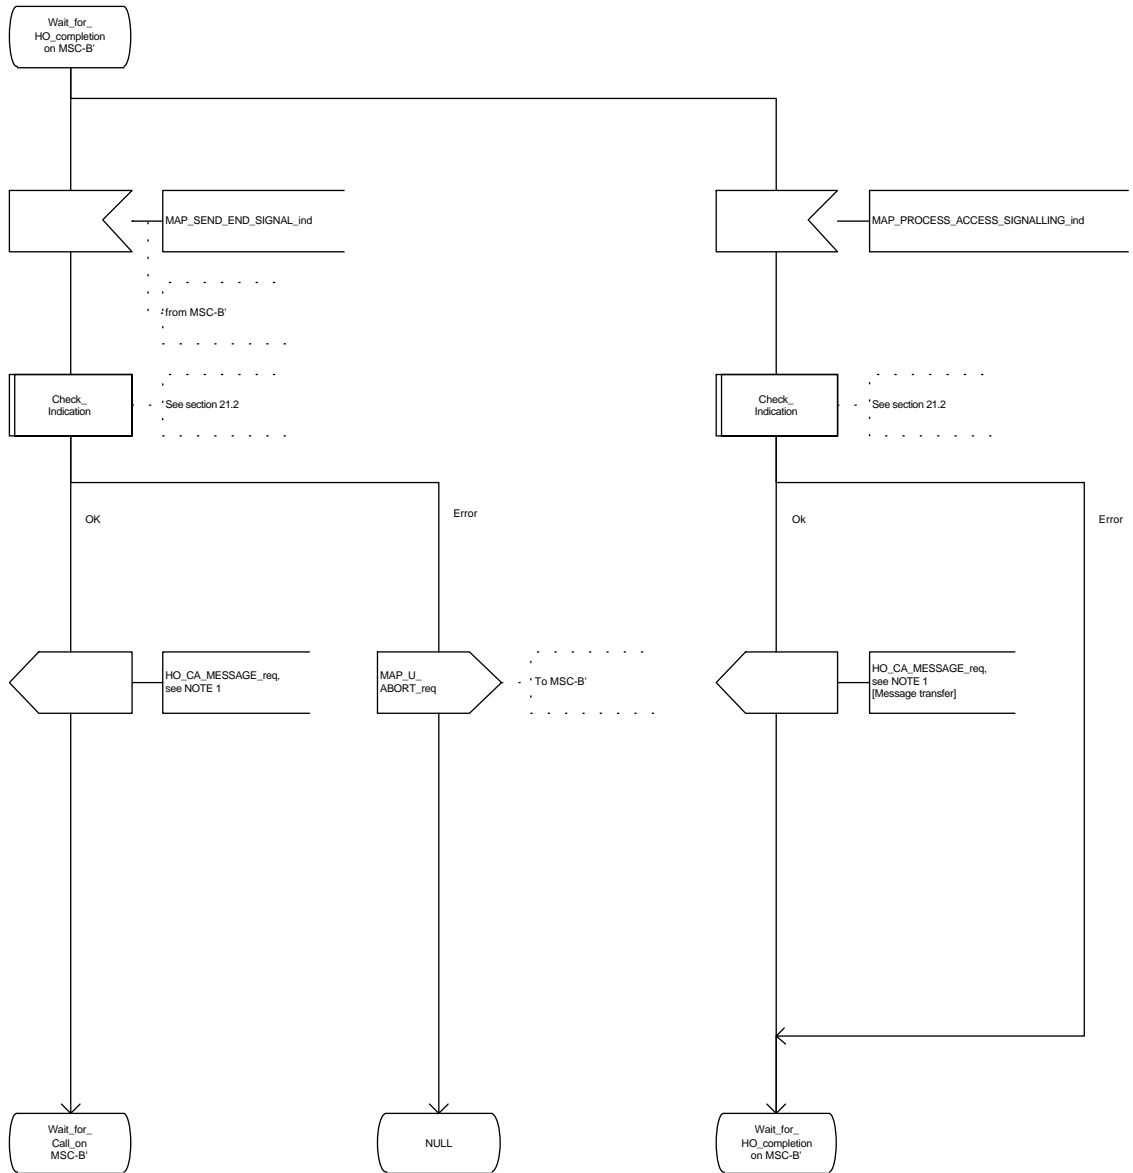 Wait_for_
HO_completion
on MSC-B'
MAP_SEND_END_SIGNAL_ind
MAP_PROCESS_ACCESS_SIGNALLING_ind
from MSC-B'
Check_
Indication
See section 21.2
Check_
Indication
See section 21.2
OK
Error
Ok
Error
HO_CA_MESSAGE_req,
see NOTE 1
MAP_U_
ABORT_req
To MSC-B'
HO_CA_MESSAGE_req,
see NOTE 1
[Message transfer]
Wait_for_
Call_on
MSC-B'
NULL
Wait_for_
HO_completion
on MSC-B'